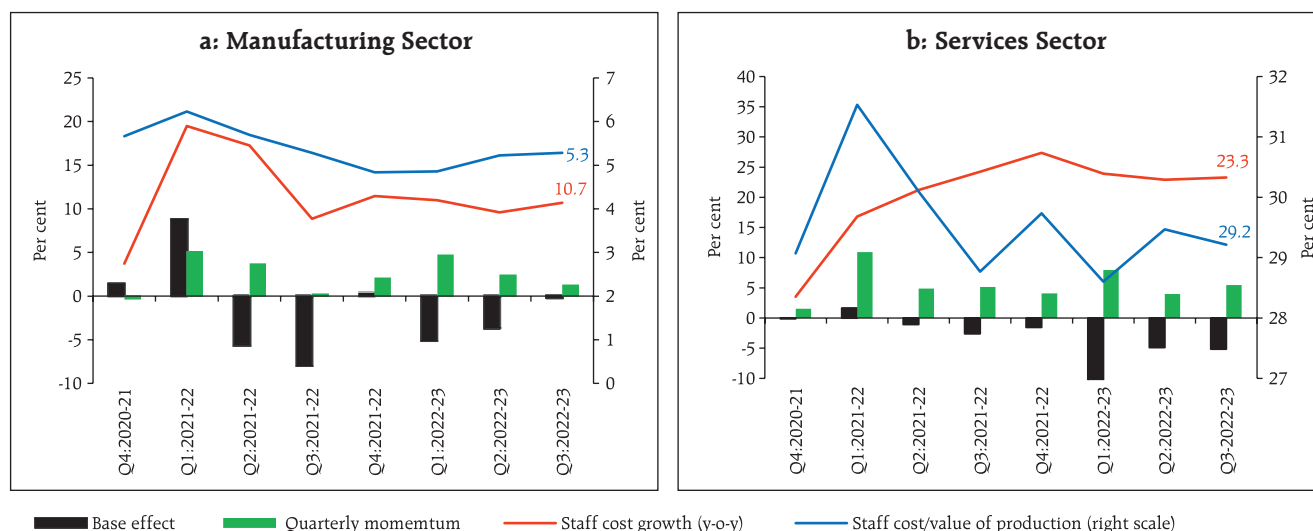 a: Manufacturing Sector
25
20
15
10
5
0
-5
-10
Per cent
7
6
5
4
3
2
1
0
Per cent
5.3
10.7
Q4:2020-21
Q1:2021-22
Q2:2021-22
Q3:2021-22
Q4:2021-22
Q1:2022-23
Q2:2022-23
Q3:2022-23
b: Services Sector
40
35
30
25
20
15
10
5
0
-5
-10
Per cent
32
31
30
29
28
27
Per cent
23.3
29.2
Q4:2020-21
Q1:2021-22
Q2:2021-22
Q3:2021-22
Q4:2021-22
Q1:2022-23
Q2:2022-23
Q3-2022-23
Base effect
Quarterly momemtum
Staff cost growth (y-o-y)
Staff cost/value of production (right scale)